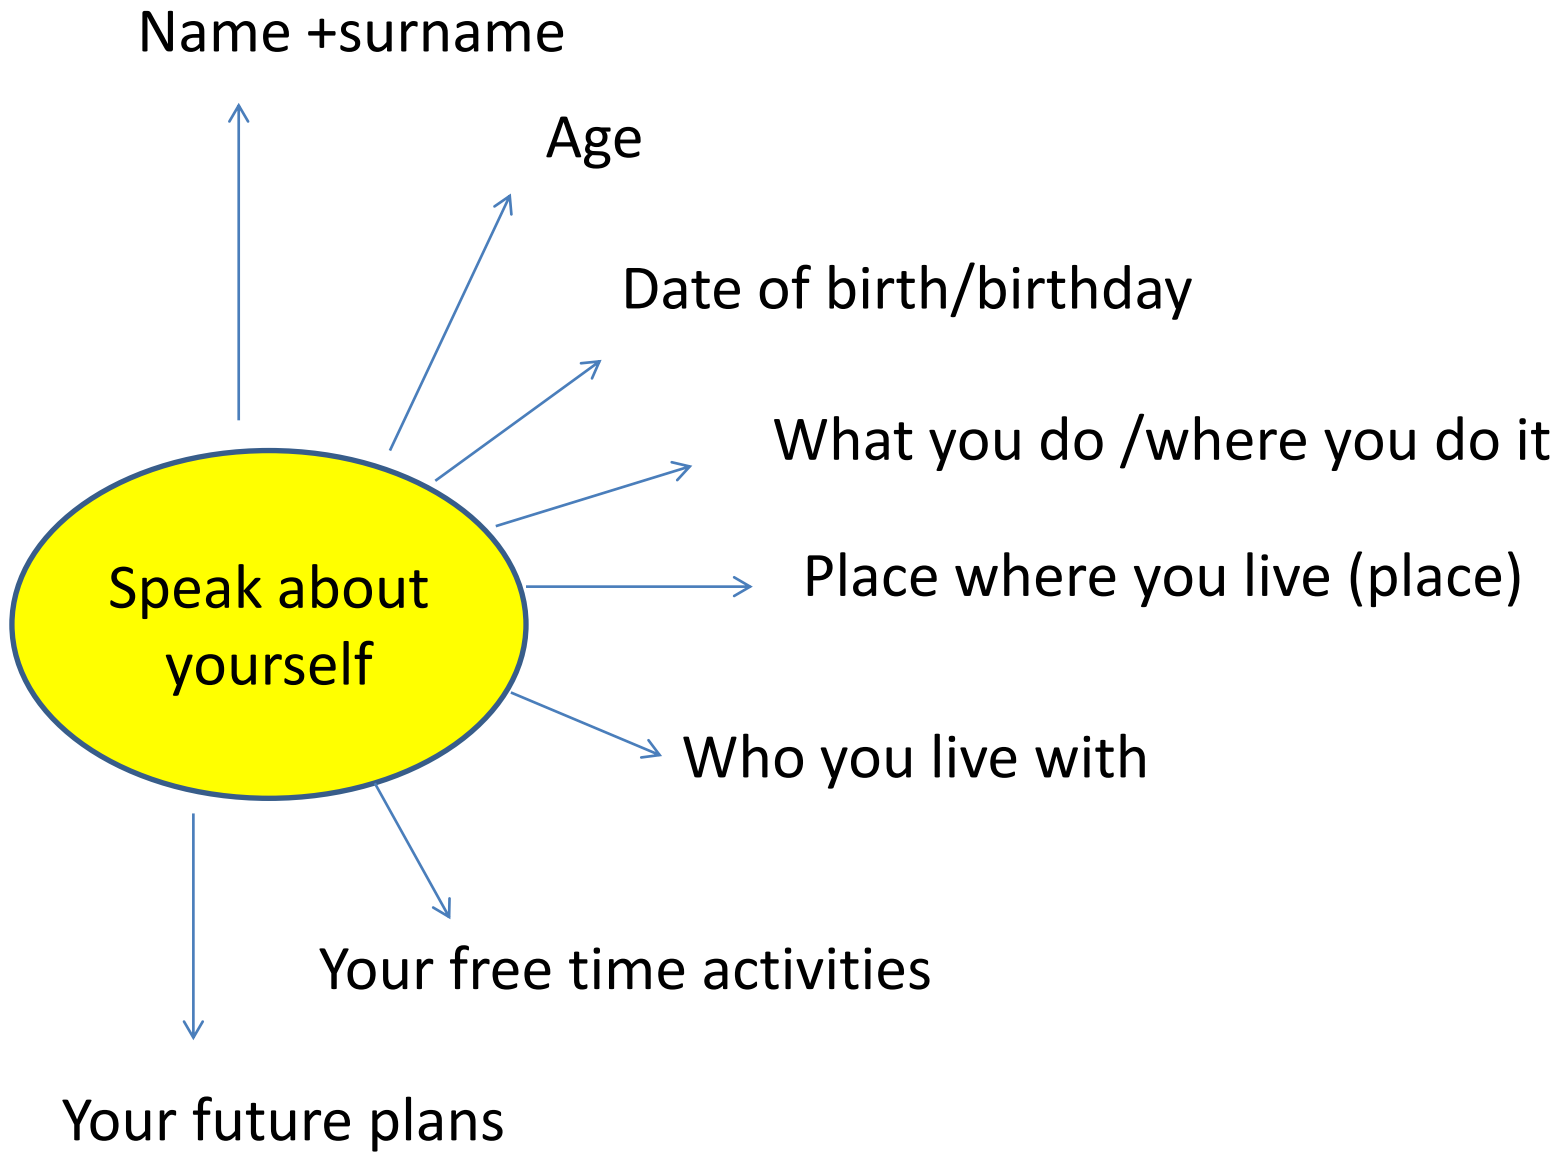 Name +surname
Age
Date of birth/birthday
What you do /where you do it
Speak about
yourself
Place where you live (place)
Who you live with
Your free time activities
Your future plans